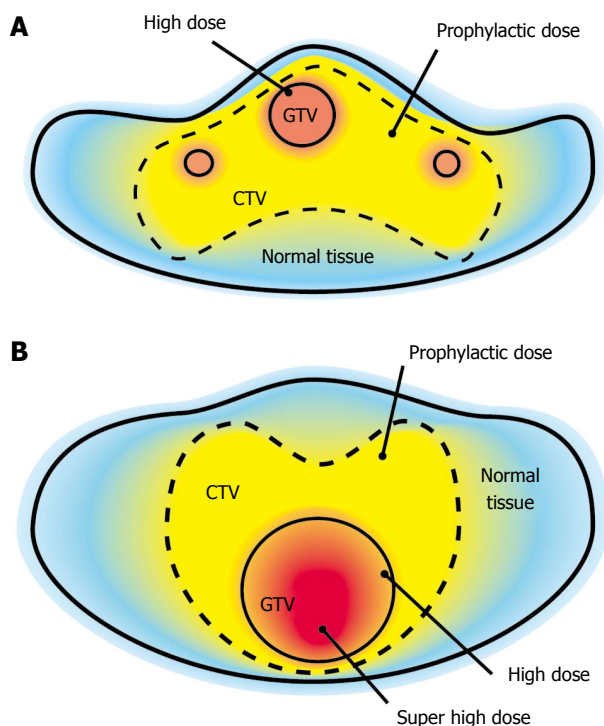 A
High dose
Prophylactic dose
GTV
CTV
Normal tissue
B
Prophylactic dose
CTV
Normal
tissue
GTV
High dose
Super high dose